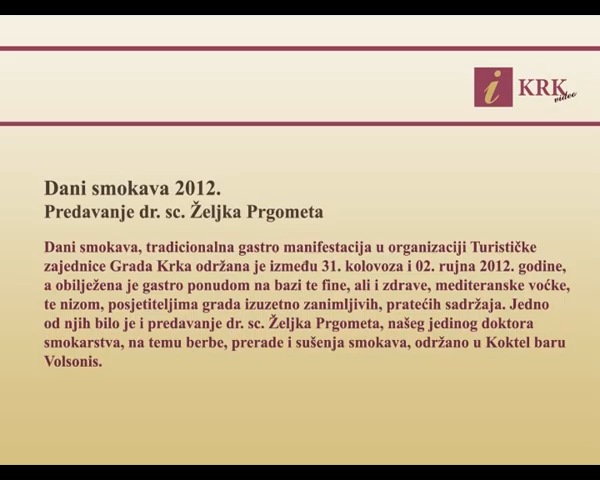 i KRK
video
Dani smokava 2012.
Predavanje dr. sc. Željka Prgometa
Dani smokava, tradicionalna gastro manifestacija u organizaciji Turističke
zajednice Grada Krka održana je između 31. kolovoza i 02. rujna 2012. godine,
a obilježena je gastro ponudom na bazi te fine, ali i zdrave, mediteranske voćke,
te nizom, posjetiteljima grada izuzetno zanimljivih, pratećih sadržaja. Jedno
od njih bilo je i predavanje dr. sc. Željka Prgometa, našeg jedinog doktora
smokarstva, na temu berbe, prerade i sušenja smokava, održano u Koktel baru
Volsonis.